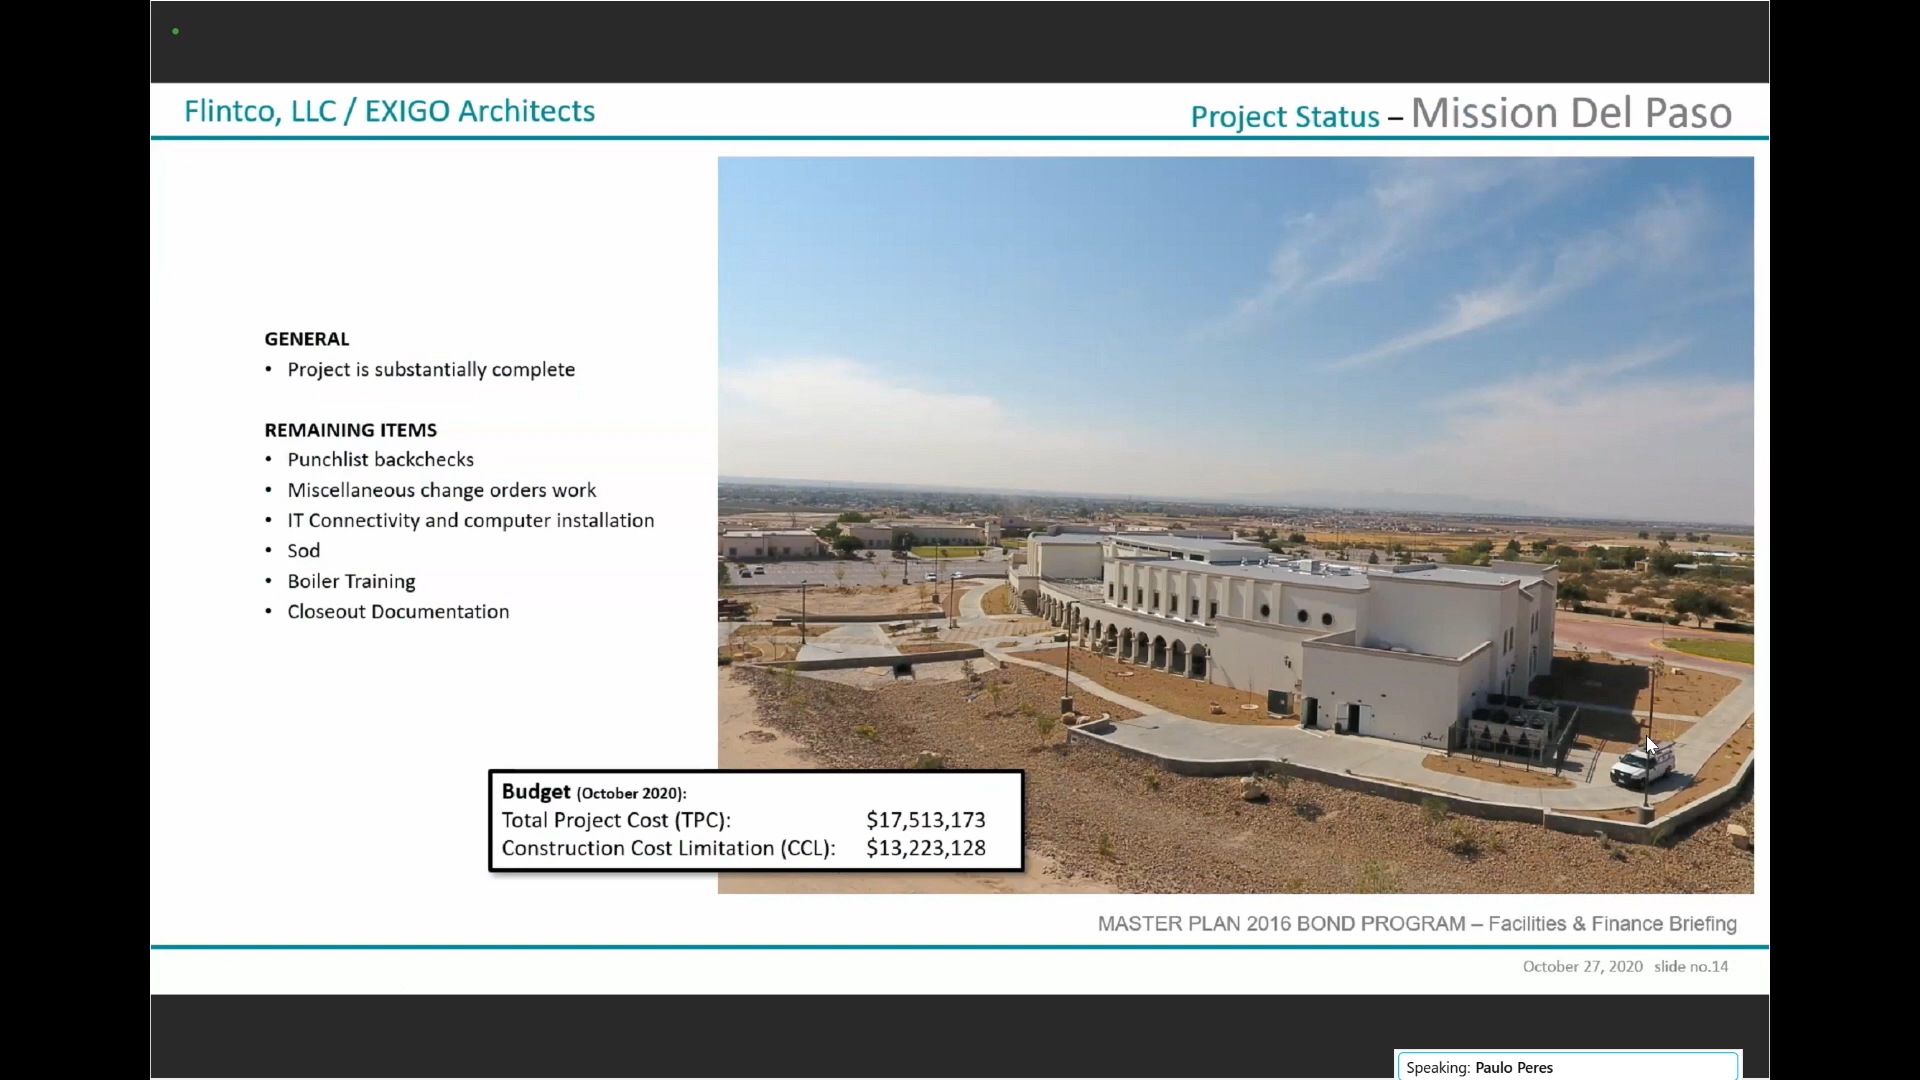 Flintco, LLC / EXIGO Architects
Project Status – Mission Del Paso
GENERAL
• Project is substantially complete
REMAINING ITEMS
• Punchlist backchecks
• Miscellaneous change orders work
• IT Connectivity and computer installation
• Sod
• Boiler Training
• Closeout Documentation
Budget (October 2020):
Total Project Cost (TPC): $17,513,173
Construction Cost Limitation (CCL): $13,223,128
MASTER PLAN 2016 BOND PROGRAM – Facilities & Finance Briefing
October 27, 2020 slide no.14
Speaking: Paulo Peres